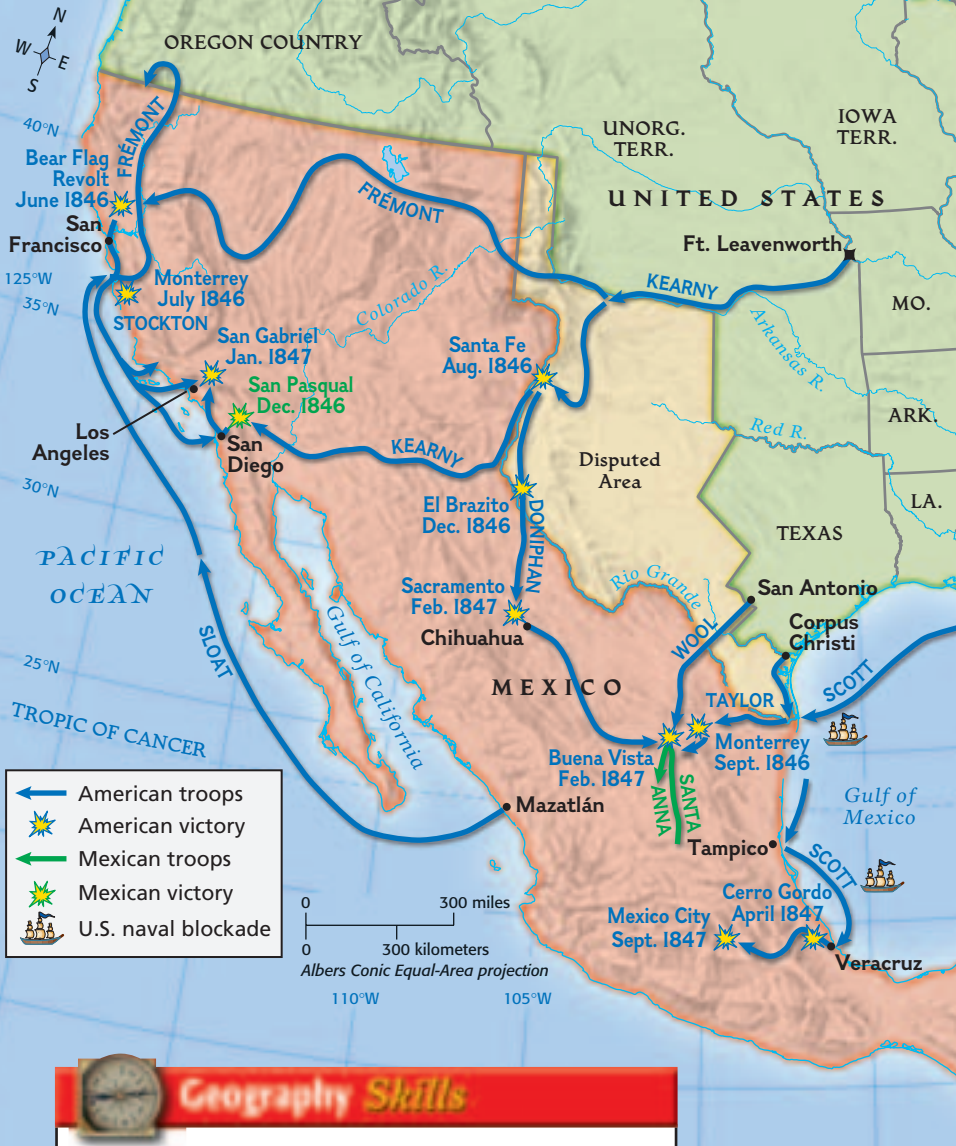 N
W
E
S
OREGON COUNTRY
40°N
FRÉMONT
Bear Flag
Revolt
June 1846
San
Francisco
FRÉMONT
UNORG.
TERR.
IOWA
TERR.
UNITED STATES
Ft. Leavenworth
KEARNY
MO.
125°W
35°N
Monterrey
July 1846
STOCKTON
Colorado R.
Arkansas R.
San Gabriel
Jan. 1847
Santa Fe
Aug. 1846
San Pasqual
Dec. 1846
ARK.
Los
Angeles
San
Diego
KEARNY
Red R.
Disputed
Area
30°N
El Brazito
Dec. 1846
DONIPHAN
LA.
TEXAS
PACIFIC
OCEAN
Rio Grande
San Antonio
Sacramento
Feb. 1847
Chihuahua
Corpus
Christi
WOOL
SLOAT
Gulf of California
25°N
MEXICO
TAYLOR
SCOTT
TROPIC OF CANCER
Monterrey
Sept. 1846
Buena Vista
Feb. 1847
SANTA
ANNA
Mazatlán
Gulf of
Mexico
Tampico
SCOTT
American troops
American victory
Mexican troops
Mexican victory
U.S. naval blockade
0 300 miles
0 300 kilometers
Albers Conic Equal-Area projection
Cerro Gordo
April 1847
Mexico City
Sept. 1847
Veracruz
110°W
105°W
Geography Skills